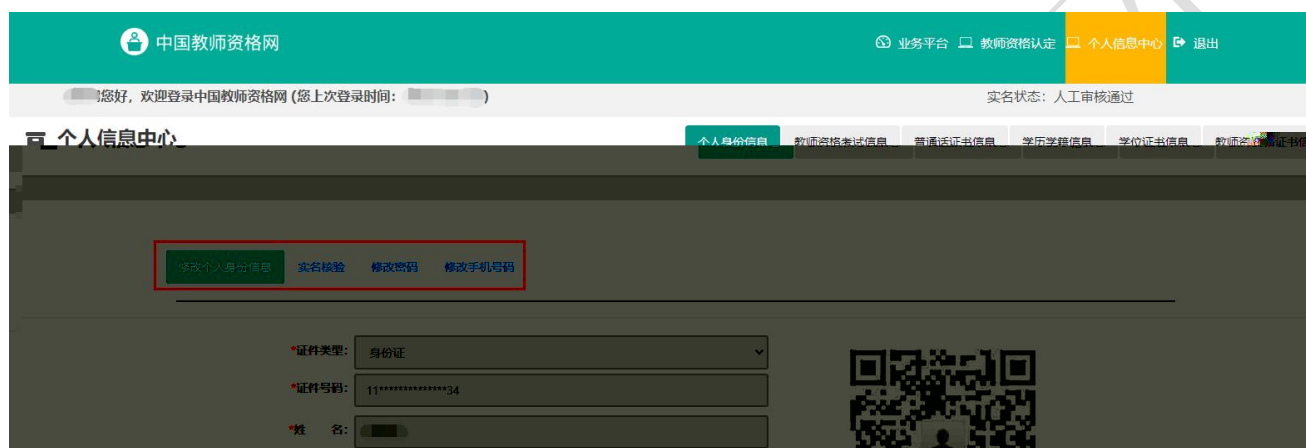 中国教师资格网
业务平台 教师资格认定 个人信息中心 退出
您好，欢迎登录中国教师资格网 (您上次登录时间： )
实名状态：人工审核通过
个人信息中心
个人身份信息 教师资格考试信息 普通话证书信息 学历学籍信息 学位证书信息
修改个人身份信息 实名核验 修改密码 修改手机号码
*证件类型： 身份证
*证件号码： 11**************34
*姓 名：